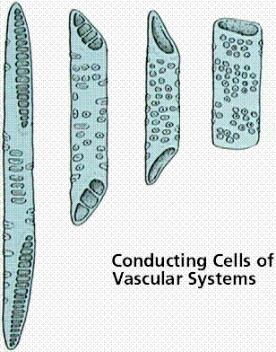 Conducting Cells of
Vascular Systems